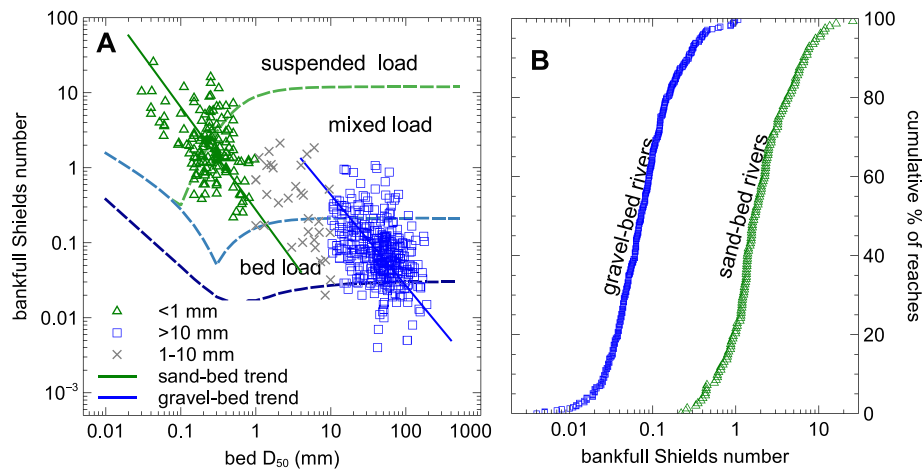 A
B
suspended load
mixed load
bed load
<1 mm
>10 mm
1-10 mm
sand-bed trend
gravel-bed trend
100
10
1
0.1
0.01
10⁻³
bankfull Shields number
0.01 0.1 1 10 100 1000
bed D₅₀ (mm)
gravel-bed rivers
sand-bed rivers
100
80
60
40
20
0
cumulative % of reaches
0.01 0.1 1 10
bankfull Shields number